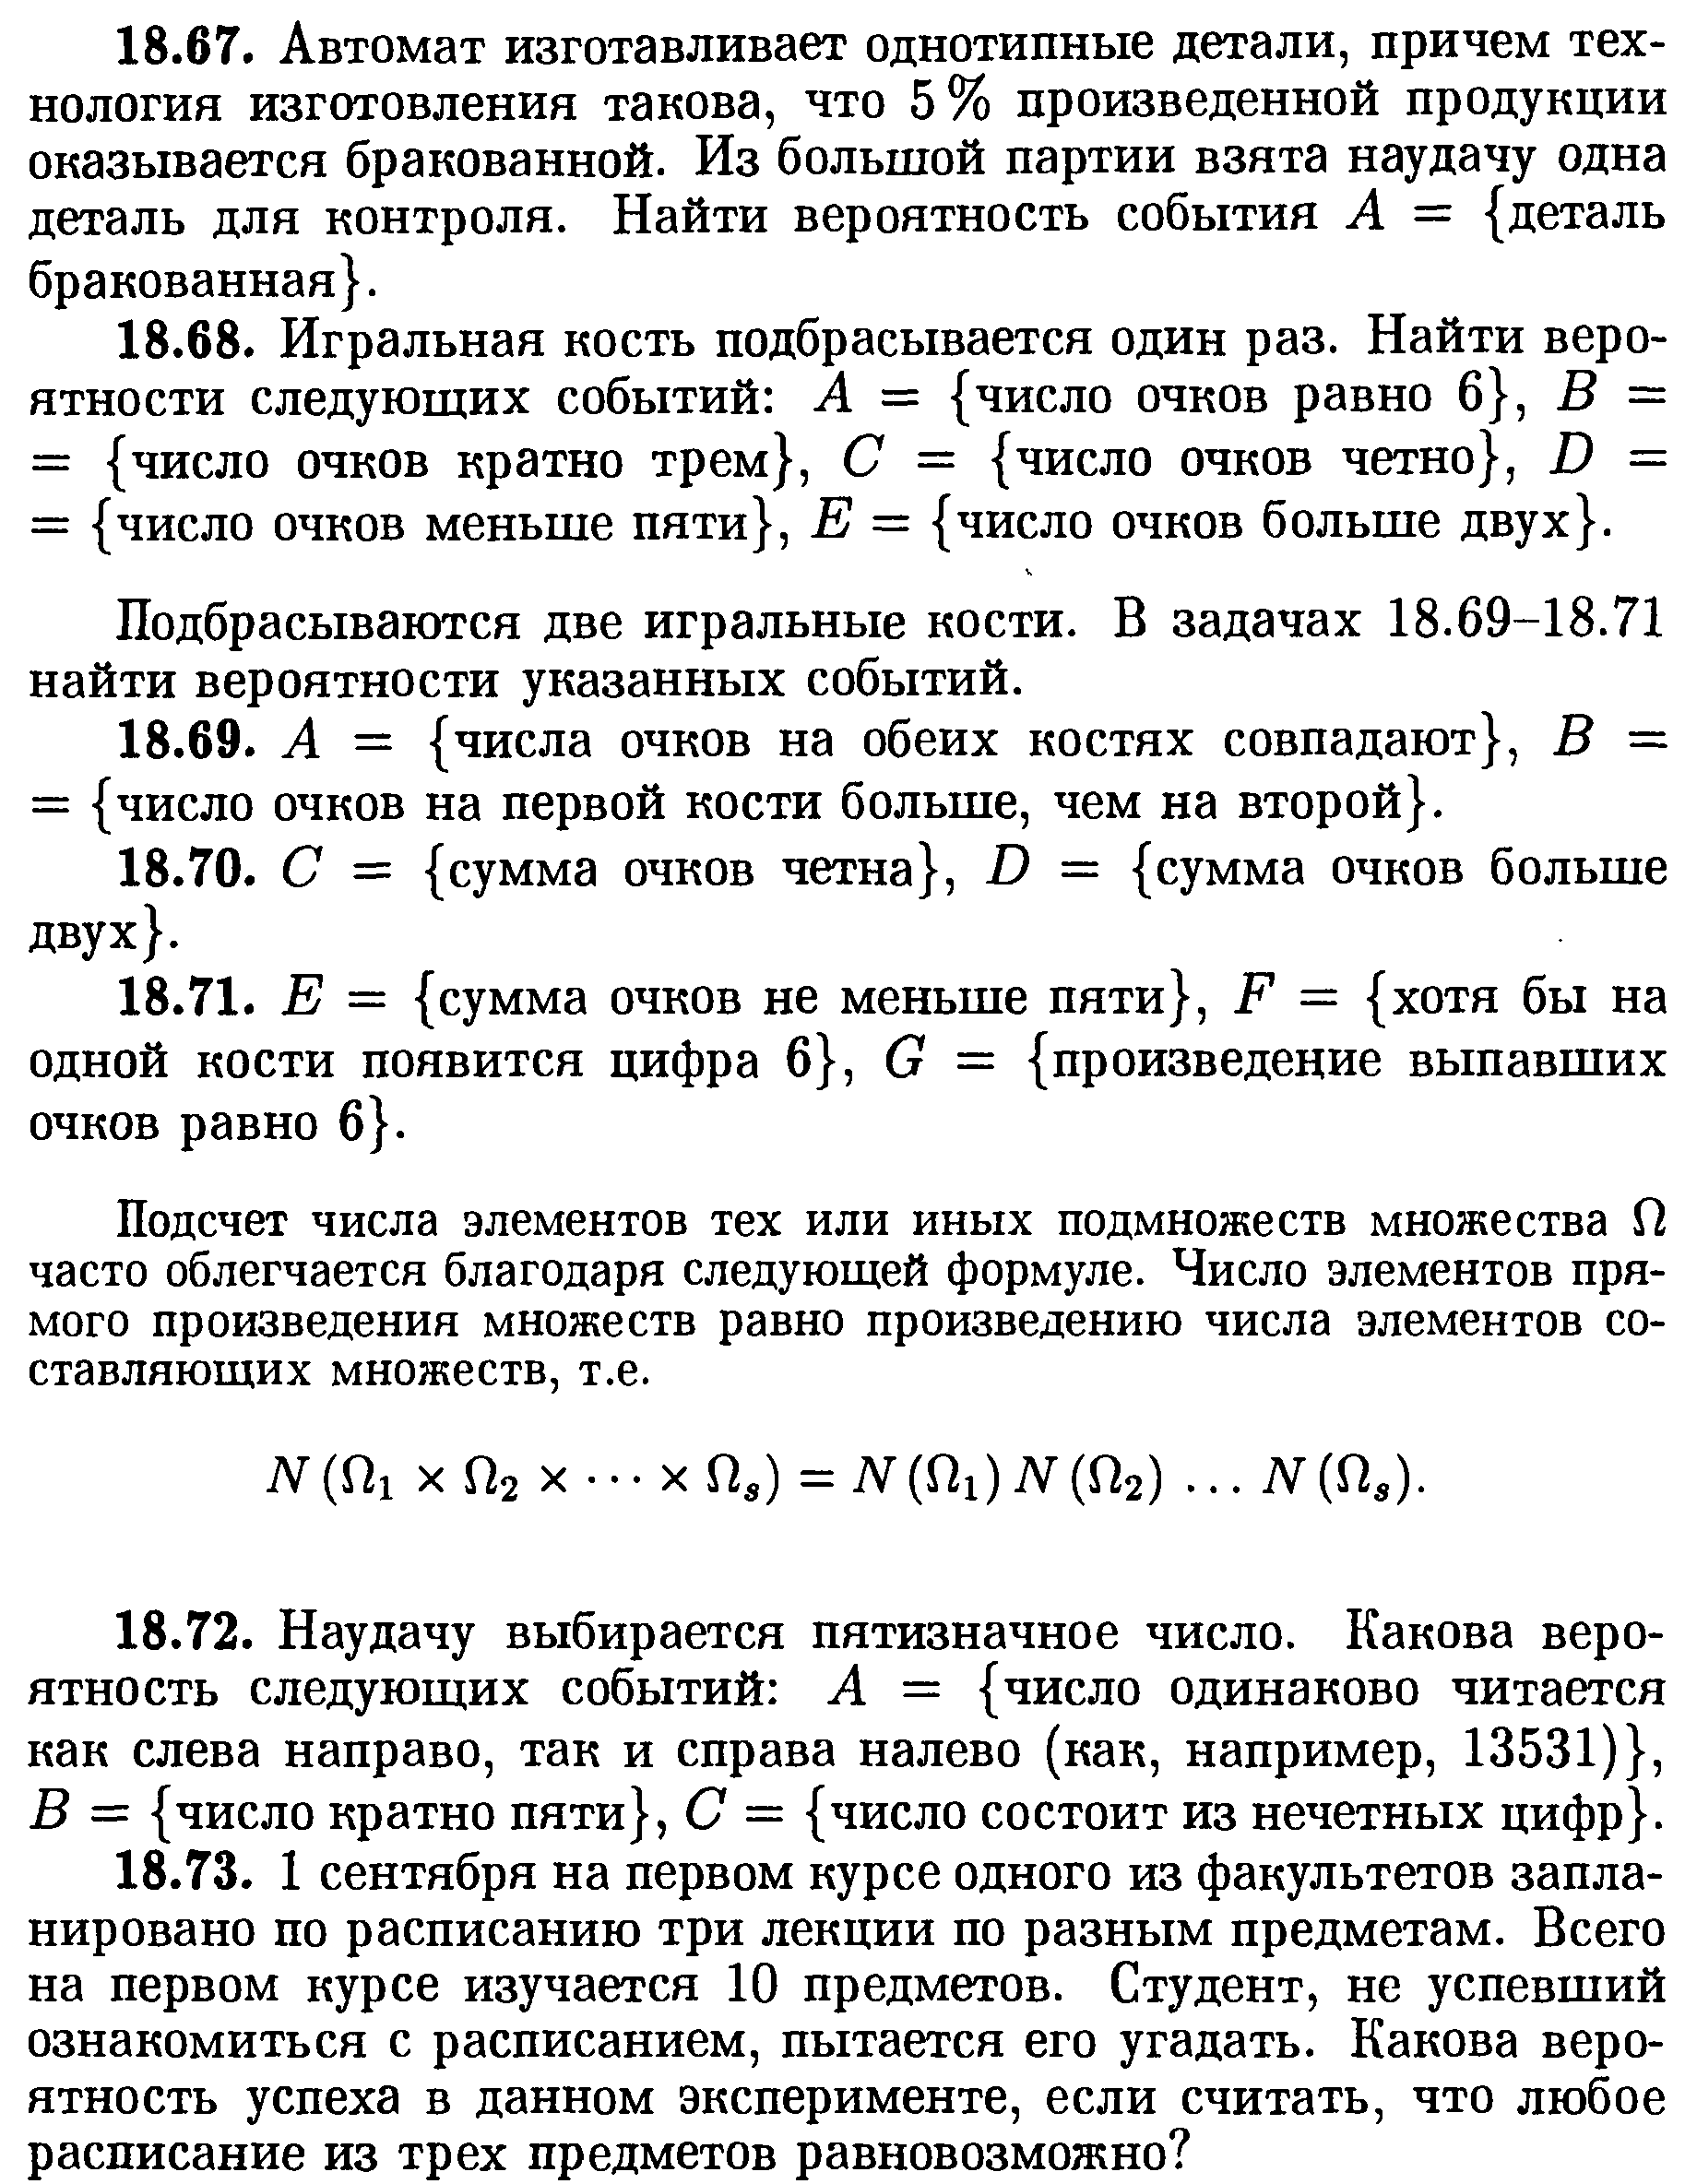 18.67. Автомат изготавливает однотипные детали, причем тех-
нология изготовления такова, что 5 % произведенной продукции
оказывается бракованной. Из большой партии взята наудачу одна
деталь для контроля. Найти вероятность события A = {деталь
бракованная}.
18.68. Игральная кость подбрасывается один раз. Найти веро-
ятности следующих событий: A = {число очков равно 6}, B =
= {число очков кратно трем}, C = {число очков четно}, D =
= {число очков меньше пяти}, E = {число очков больше двух}.
Подбрасываются две игральные кости. В задачах 18.69–18.71
найти вероятности указанных событий.
18.69. A = {числа очков на обеих костях совпадают}, B =
= {число очков на первой кости больше, чем на второй}.
18.70. C = {сумма очков четна}, D = {сумма очков больше
двух}.
18.71. E = {сумма очков не меньше пяти}, F = {хотя бы на
одной кости появится цифра 6}, G = {произведение выпавших
очков равно 6}.
Подсчет числа элементов тех или иных подмножеств множества Ω
часто облегчается благодаря следующей формуле. Число элементов пря-
мого произведения множеств равно произведению числа элементов со-
ставляющих множеств, т.е.
N (Ω₁ × Ω₂ × ⋯ × Ωₛ) = N (Ω₁) N (Ω₂) ... N (Ωₛ).
18.72. Наудачу выбирается пятизначное число. Какова веро-
ятность следующих событий: A = {число одинаково читается
как слева направо, так и справа налево (как, например, 13531)},
B = {число кратно пяти}, C = {число состоит из нечетных цифр}.
18.73. 1 сентября на первом курсе одного из факультетов запла-
нировано по расписанию три лекции по разным предметам. Всего
на первом курсе изучается 10 предметов. Студент, не успевший
ознакомиться с расписанием, пытается его угадать. Какова веро-
ятность успеха в данном эксперименте, если считать, что любое
расписание из трех предметов равновозможно?